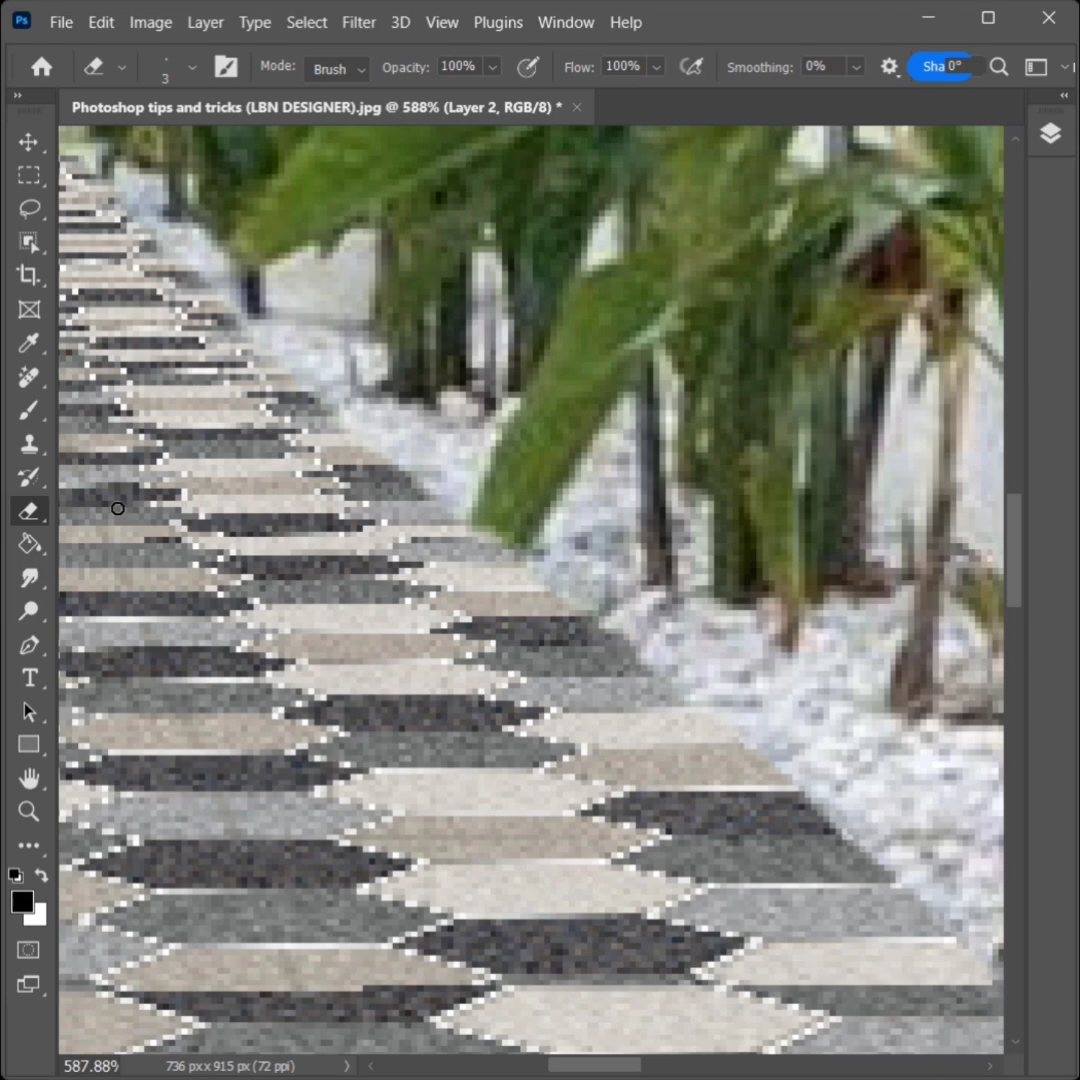 Ps File Edit Image Layer Type Select Filter 3D View Plugins Window Help
3 Mode: Brush Opacity: 100% Flow: 100% Smoothing: 0% Sha 0°
Photoshop tips and tricks (LBN DESIGNER).jpg @ 588% (Layer 2, RGB/8) *
T
587.88% 736 px x 915 px (72 ppi)